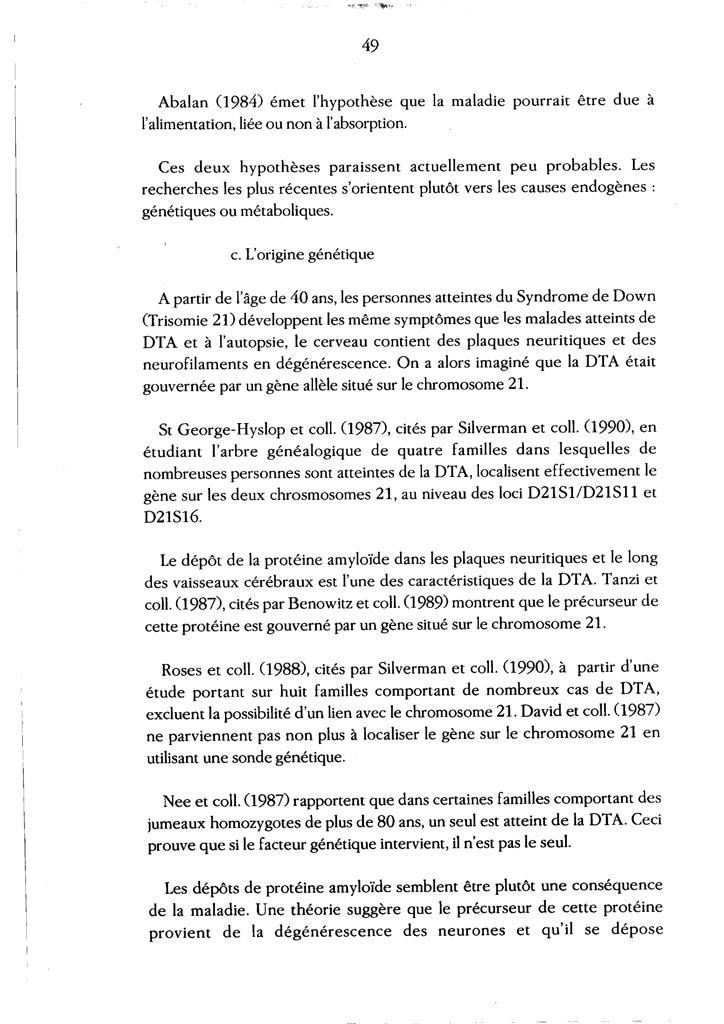 49
Abalan (1984) émet l'hypothèse que la maladie pourrait être due à
l'alimentation, liée ou non à l'absorption.
Ces deux hypothèses paraissent actuellement peu probables. Les
recherches les plus récentes s'orientent plutôt vers les causes endogènes :
génétiques ou métaboliques.
c. L'origine génétique
A partir de l'âge de 40 ans, les personnes atteintes du Syndrome de Down
(Trisomie 21) développent les même symptômes que les malades atteints de
DTA et à l'autopsie, le cerveau contient des plaques neuritiques et des
neurofilaments en dégénérescence. On a alors imaginé que la DTA était
gouvernée par un gène allèle situé sur le chromosome 21.
St George-Hyslop et coll. (1987), cités par Silverman et coll. (1990), en
étudiant l'arbre généalogique de quatre familles dans lesquelles de
nombreuses personnes sont atteintes de la DTA, localisent effectivement le
gène sur les deux chrosmosomes 21, au niveau des loci D21S1/D21S11 et
D21S16.
Le dépôt de la protéine amyloïde dans les plaques neuritiques et le long
des vaisseaux cérébraux est l'une des caractéristiques de la DTA. Tanzi et
coll. (1987), cités par Benowitz et coll. (1989) montrent que le précurseur de
cette protéine est gouverné par un gène situé sur le chromosome 21.
Roses et coll. (1988), cités par Silverman et coll. (1990), à partir d'une
étude portant sur huit familles comportant de nombreux cas de DTA,
excluent la possibilité d'un lien avec le chromosome 21. David et coll. (1987)
ne parviennent pas non plus à localiser le gène sur le chromosome 21 en
utilisant une sonde génétique.
Nee et coll. (1987) rapportent que dans certaines familles comportant des
jumeaux homozygotes de plus de 80 ans, un seul est atteint de la DTA. Ceci
prouve que si le facteur génétique intervient, il n'est pas le seul.
Les dépôts de protéine amyloïde semblent être plutôt une conséquence
de la maladie. Une théorie suggère que le précurseur de cette protéine
provient de la dégénérescence des neurones et qu'il se dépose